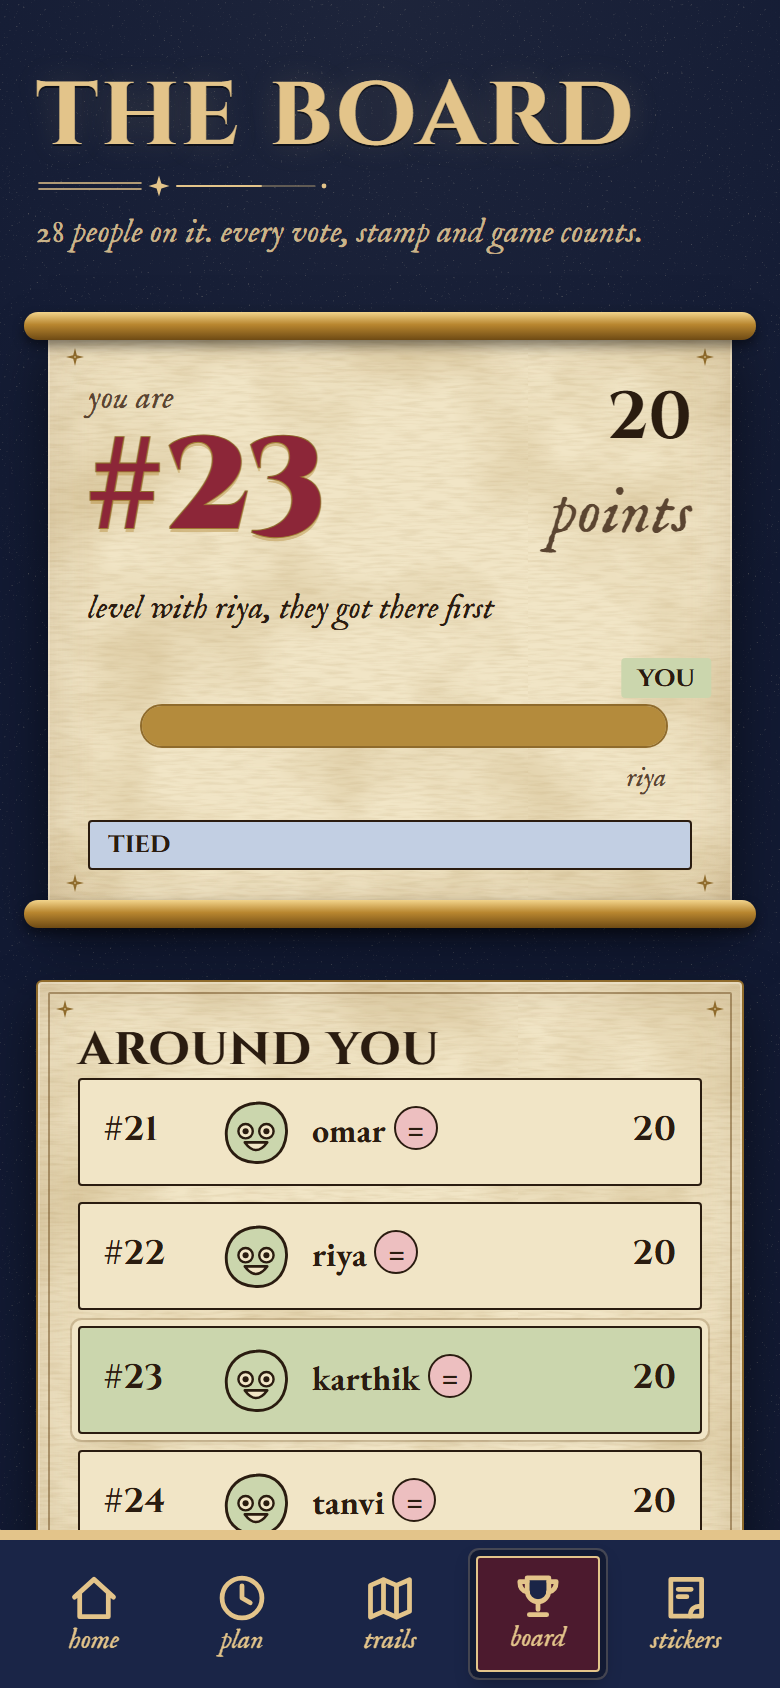 THE BOARD
28 people on it. every vote, stamp and game counts.
you are
#23
20
points
level with riya, they got there first
YOU
riya
TIED
AROUND YOU
#21 omar = 20
#22 riya = 20
#23 karthik = 20
#24 tanvi = 20
home plan trails board stickers